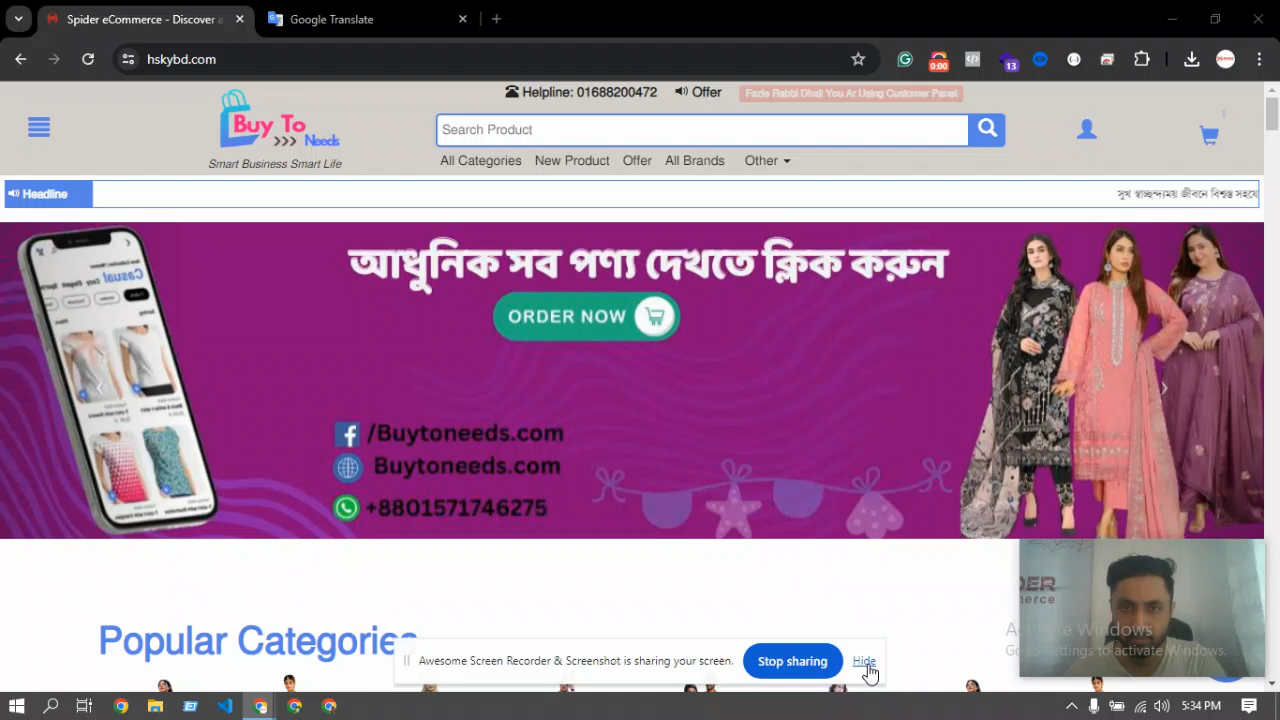 Spider eCommerce - Discover a
Google Translate
hskybd.com
0:00
13
Helpline: 01688200472
Offer
Fazle Rabbi Dhali You Ar Using Customer Panel
Buy To
>>> Needs
Smart Business Smart Life
Search Product
All Categories
New Product
Offer
All Brands
Other
Headline
সুখ স্বাচ্ছন্দ্যময় জীবনে বিশ্বস্ত সহযে
আধুনিক সব পণ্য দেখতে ক্লিক করুন
ORDER NOW
Casual
/Buytoneeds.com
Buytoneeds.com
+8801571746275
Popular Categories
Awesome Screen Recorder & Screenshot is sharing your screen.
Stop sharing
Hide
Activate Windows
Go to Settings to activate Windows.
5:34 PM